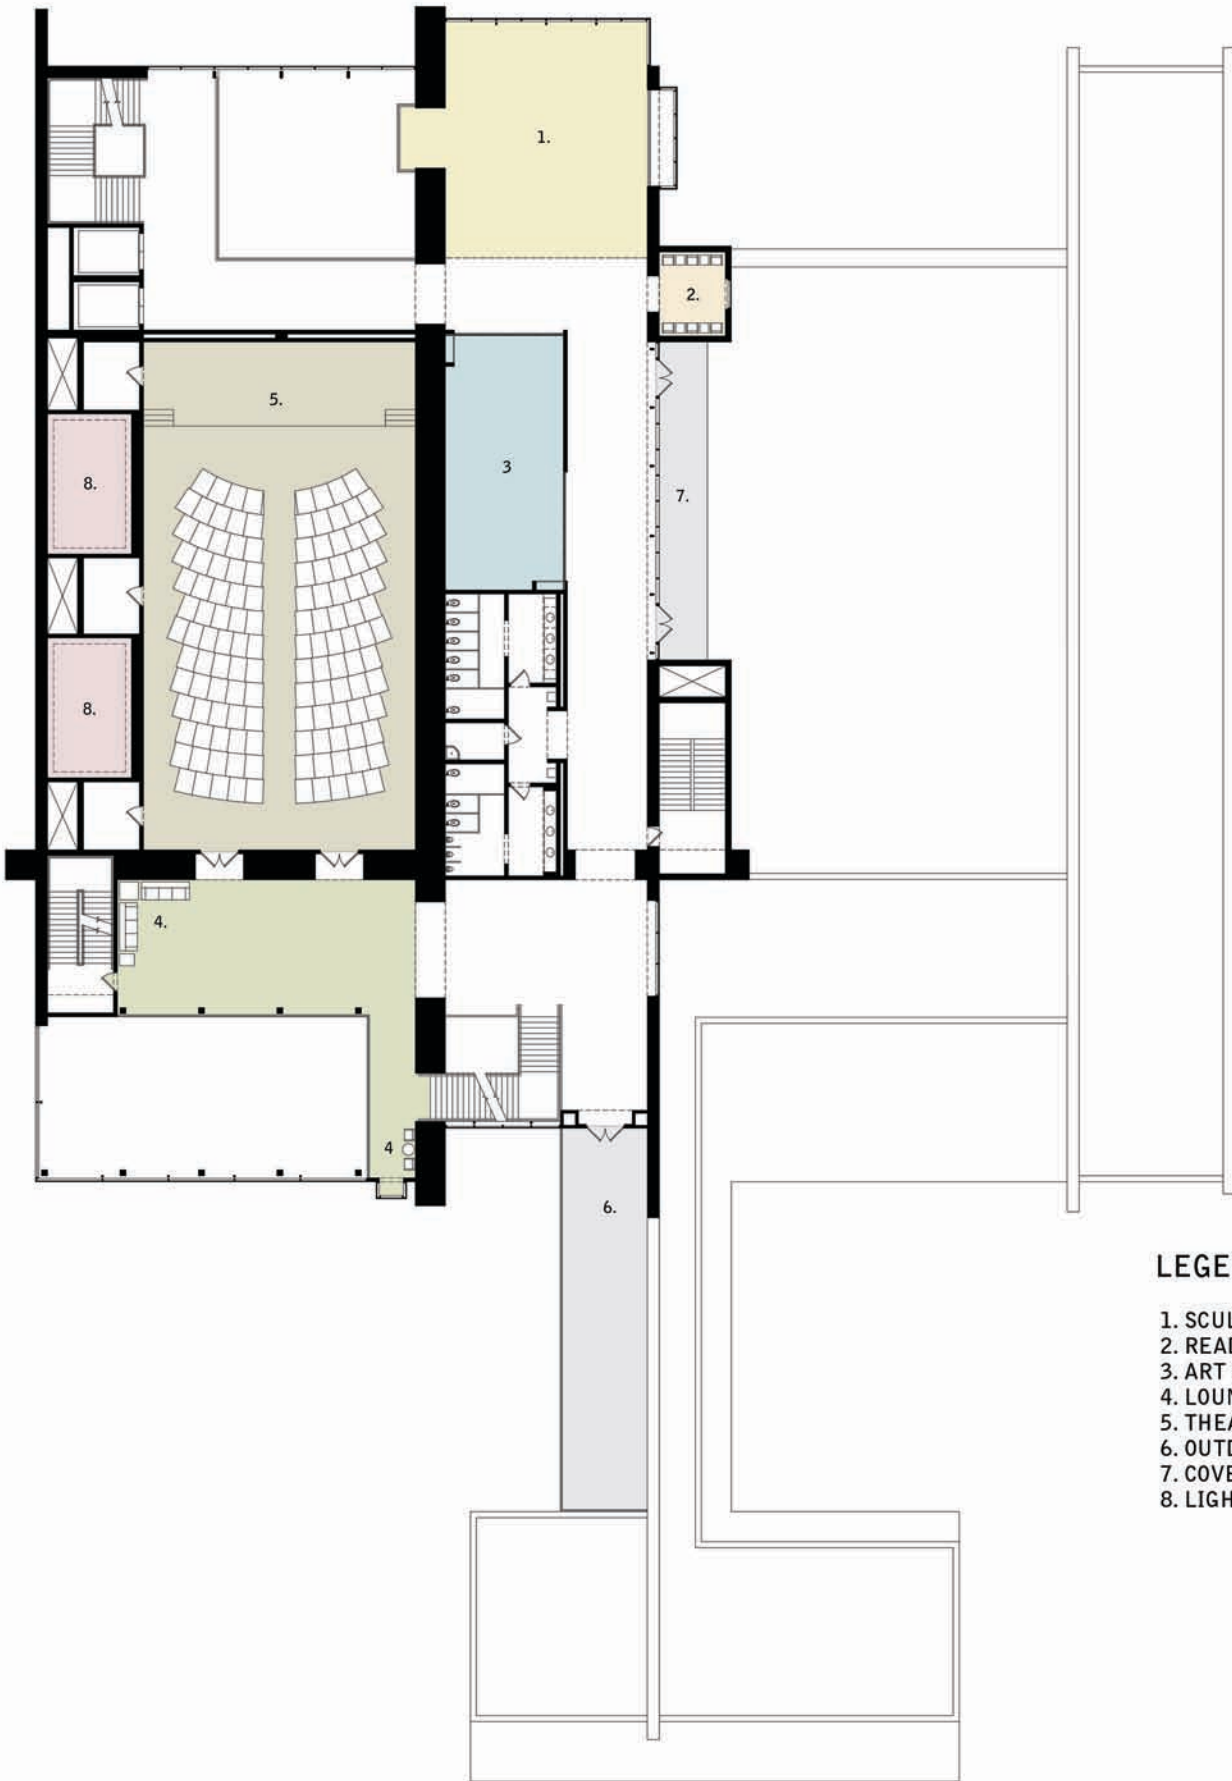 1.
2.
5.
3
8.
7.
8.
4.
4
6.
LEGE
1. SCUL
2. READ
3. ART
4. LOUN
5. THEA
6. OUTD
7. COVE
8. LIGH